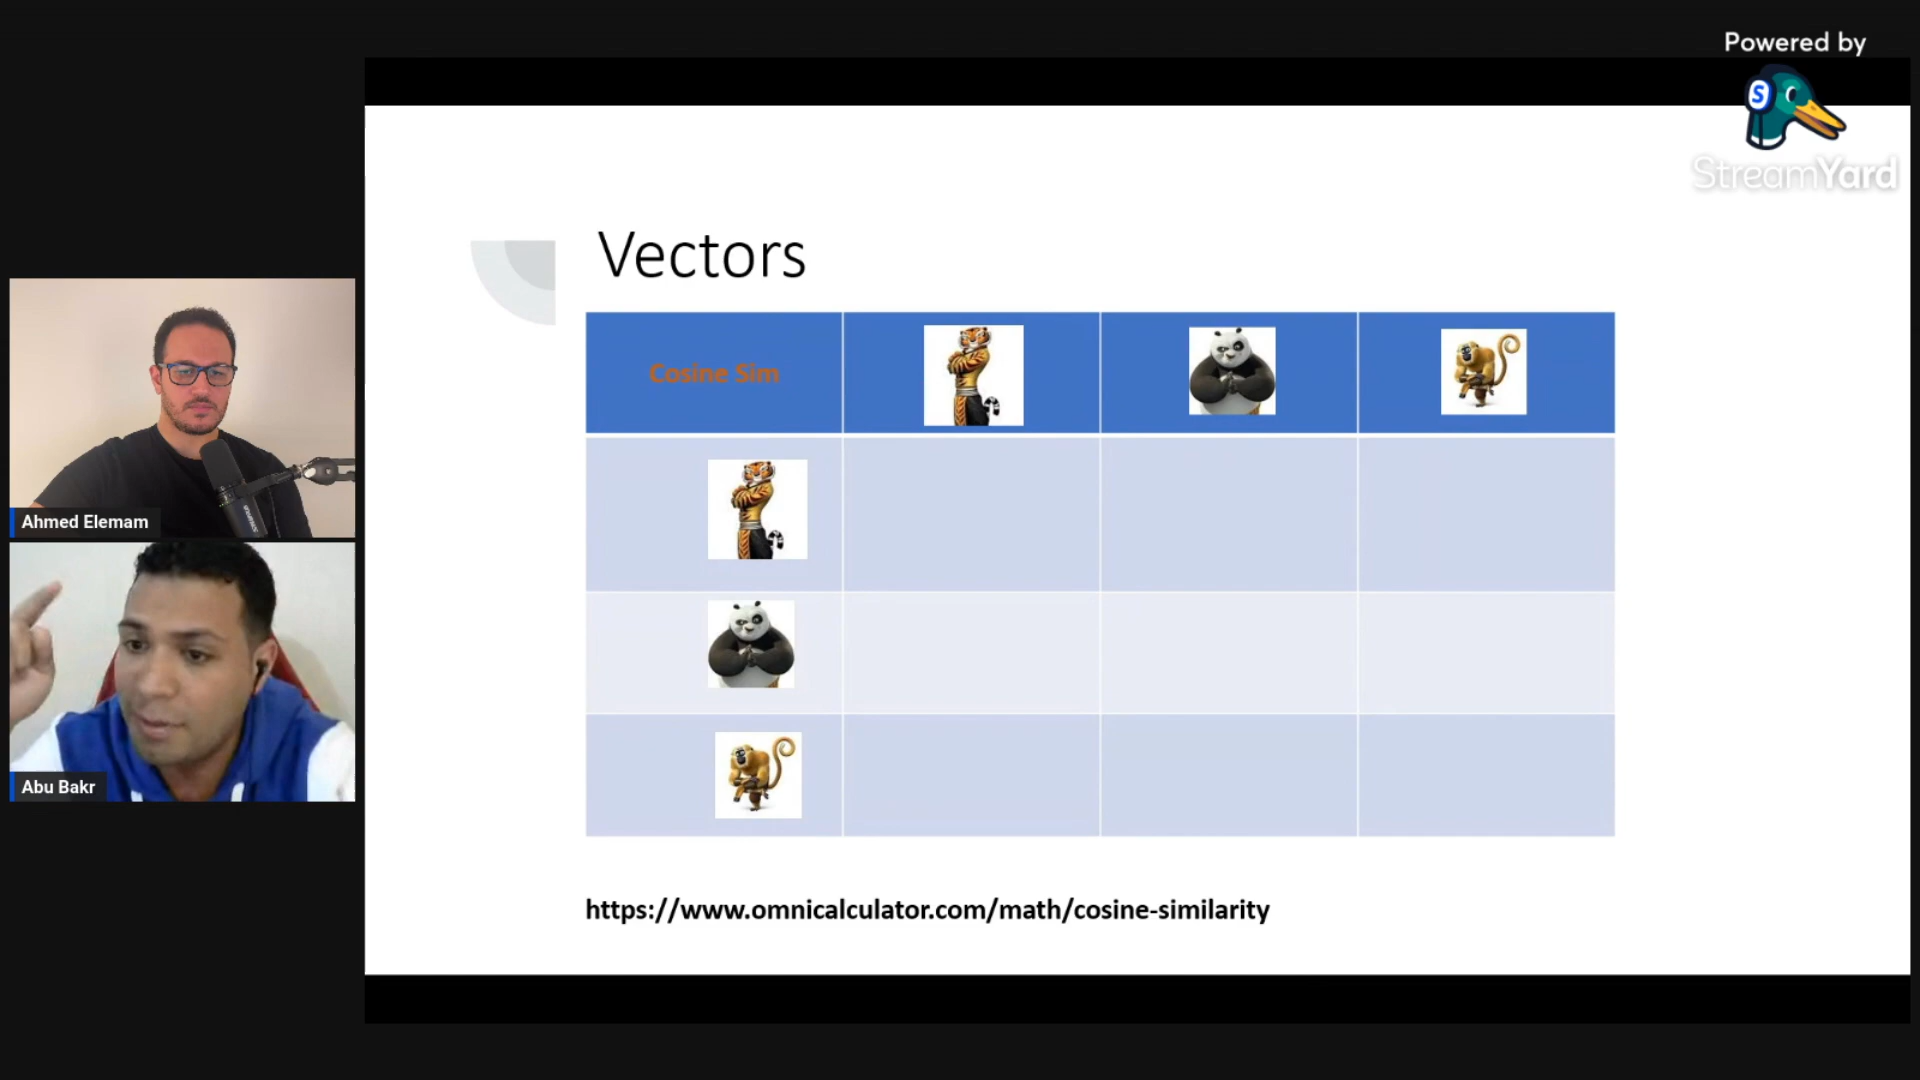 Powered by
StreamYard
Vectors
Cosine Sim
Ahmed Elemam
Abu Bakr
https://www.omnicalculator.com/math/cosine-similarity